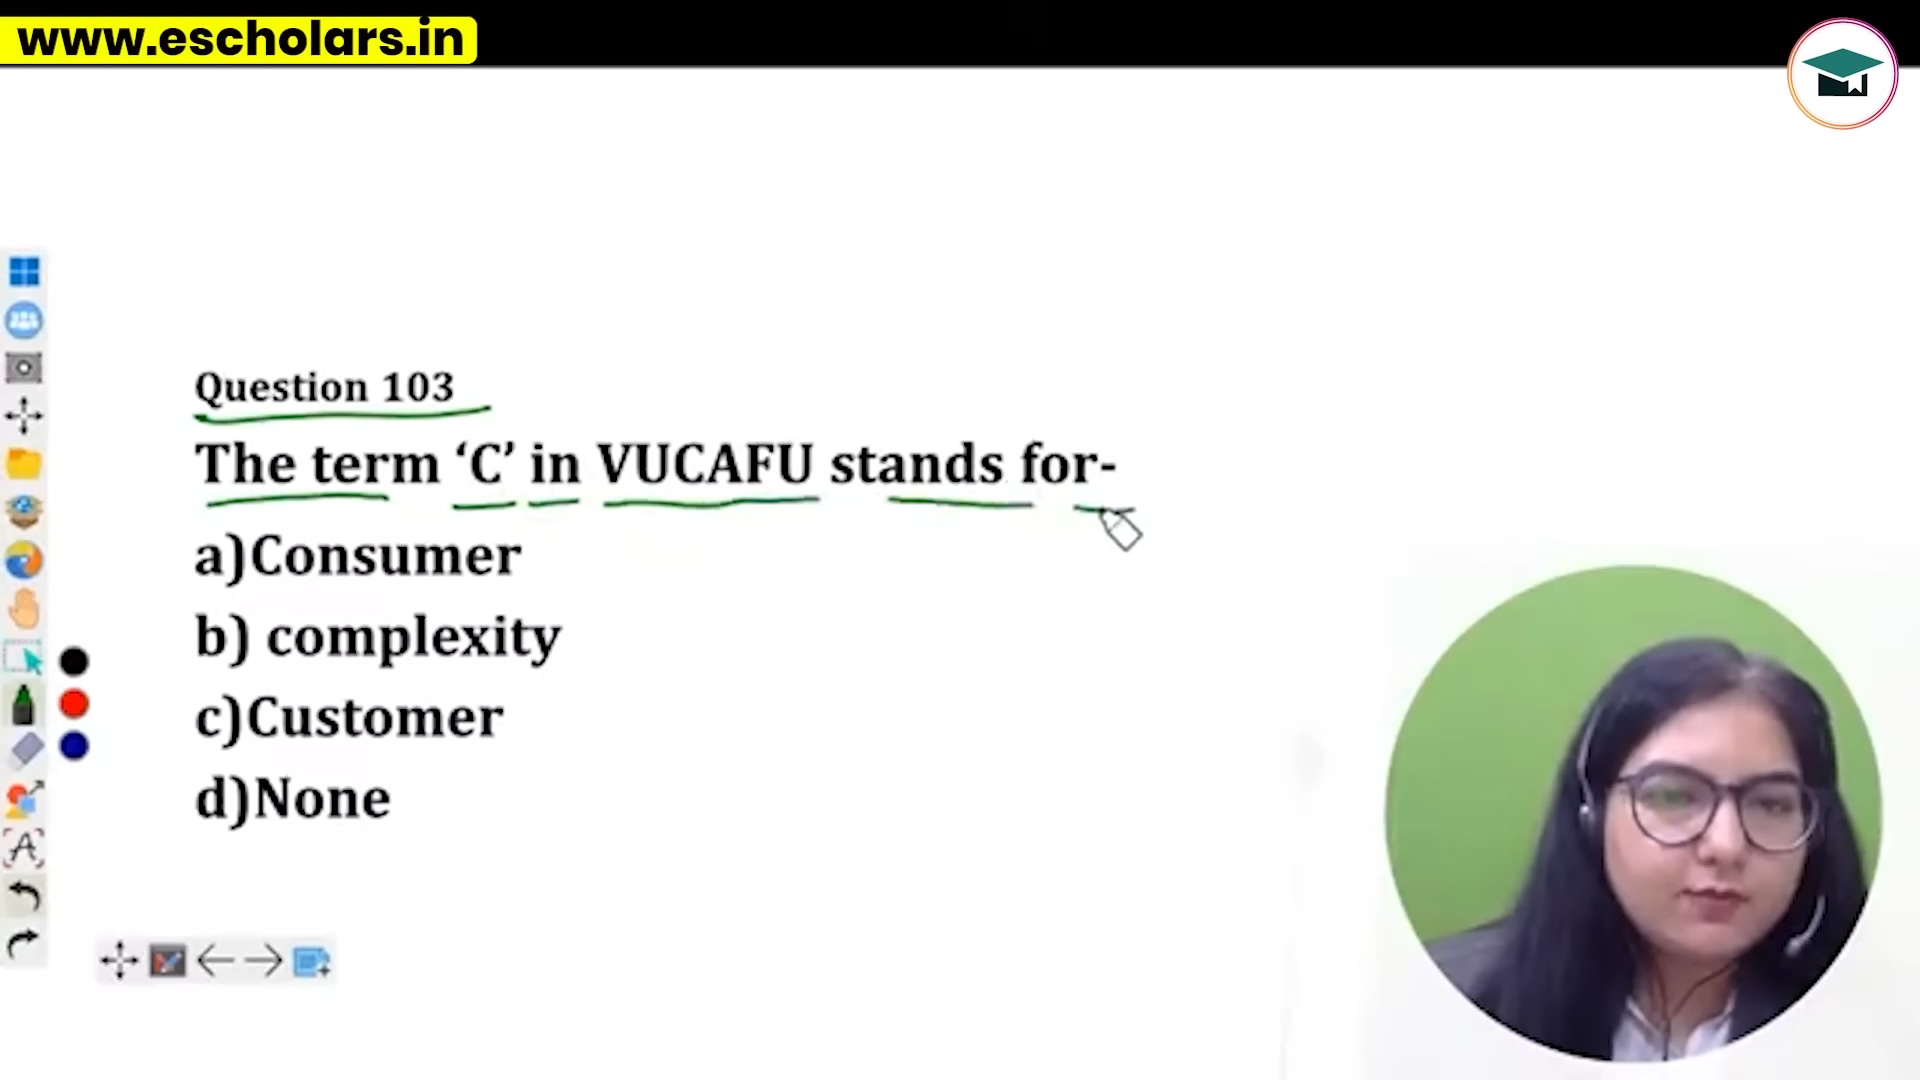 www.escholars.in
Question 103
The term ‘C’ in VUCAFU stands for-
a)Consumer
b) complexity
c)Customer
d)None